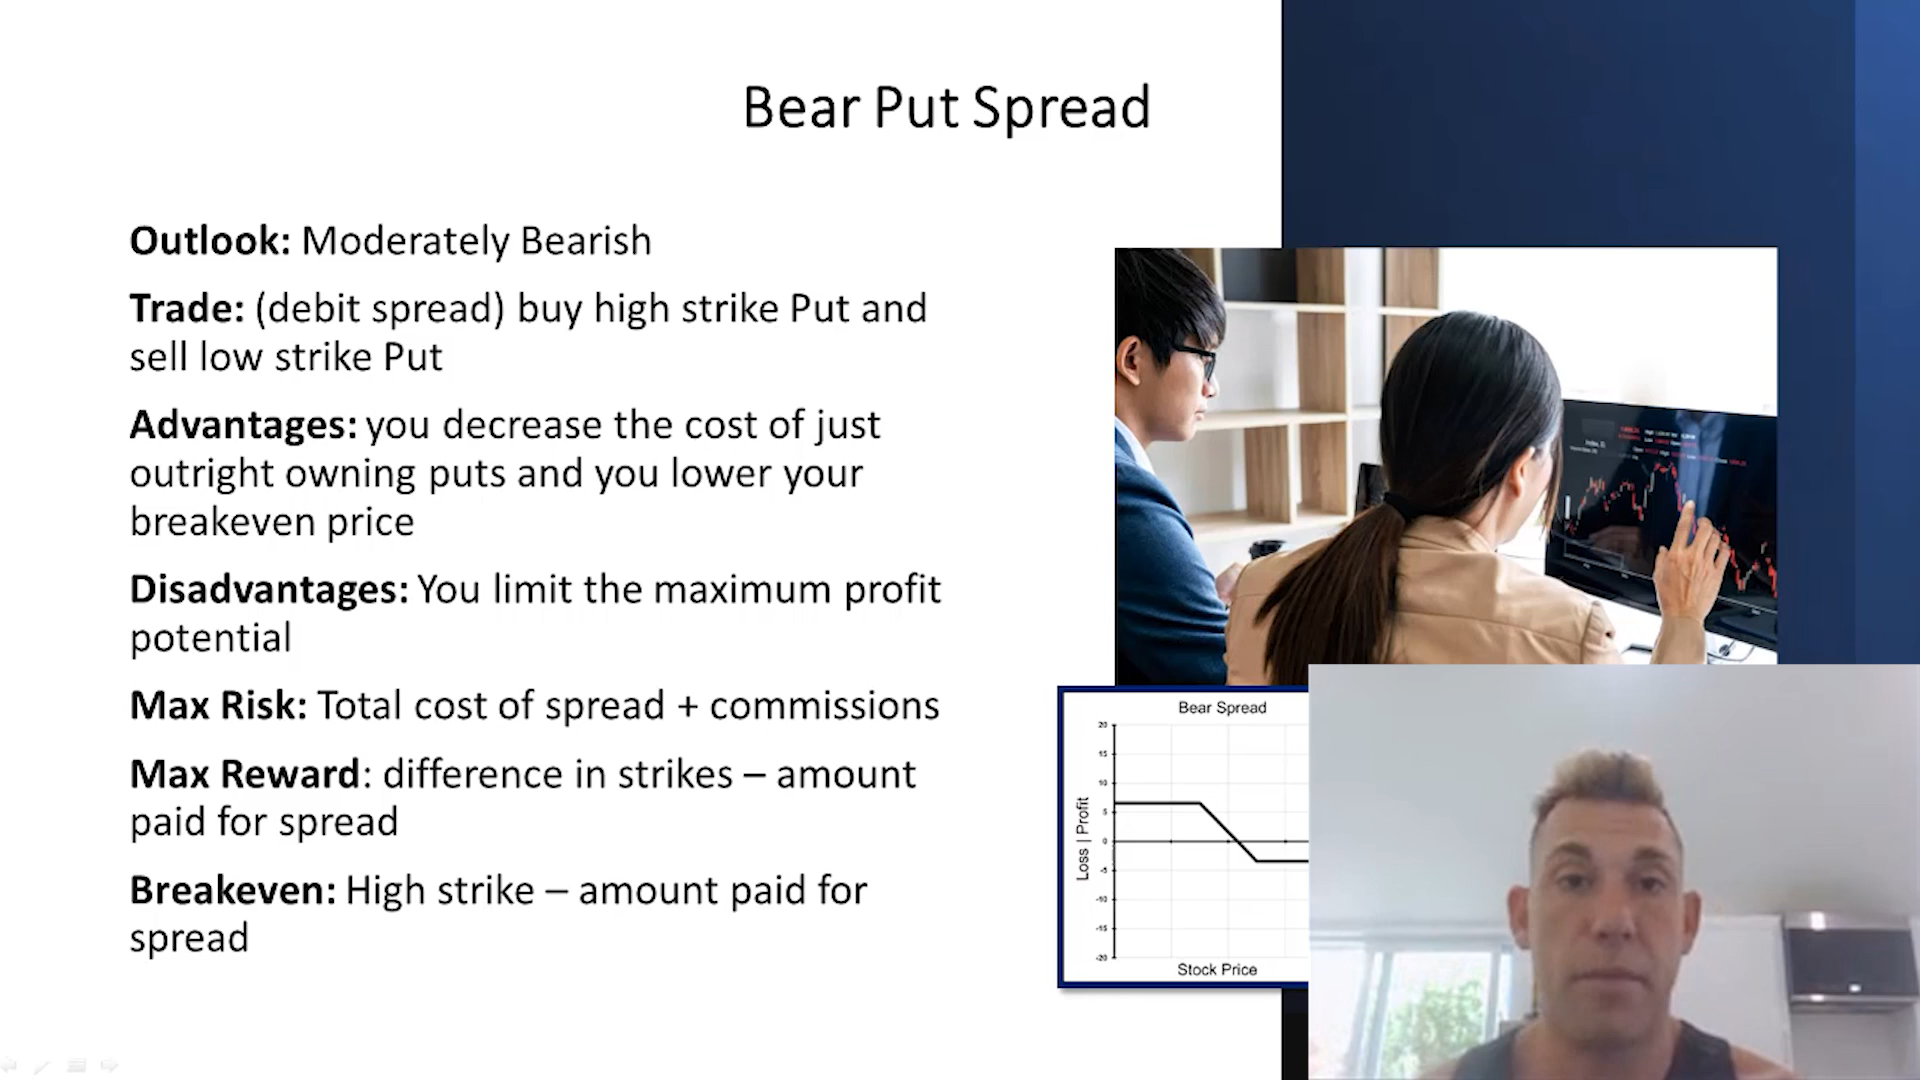 Bear Put Spread
Outlook: Moderately Bearish
Trade: (debit spread) buy high strike Put and
sell low strike Put
Advantages: you decrease the cost of just
outright owning puts and you lower your
breakeven price
Disadvantages: You limit the maximum profit
potential
Max Risk: Total cost of spread + commissions
Max Reward: difference in strikes – amount
paid for spread
Breakeven: High strike – amount paid for
spread
Bear Spread
Loss | Profit
20
15
10
5
0
-5
-10
-15
-20
Stock Price